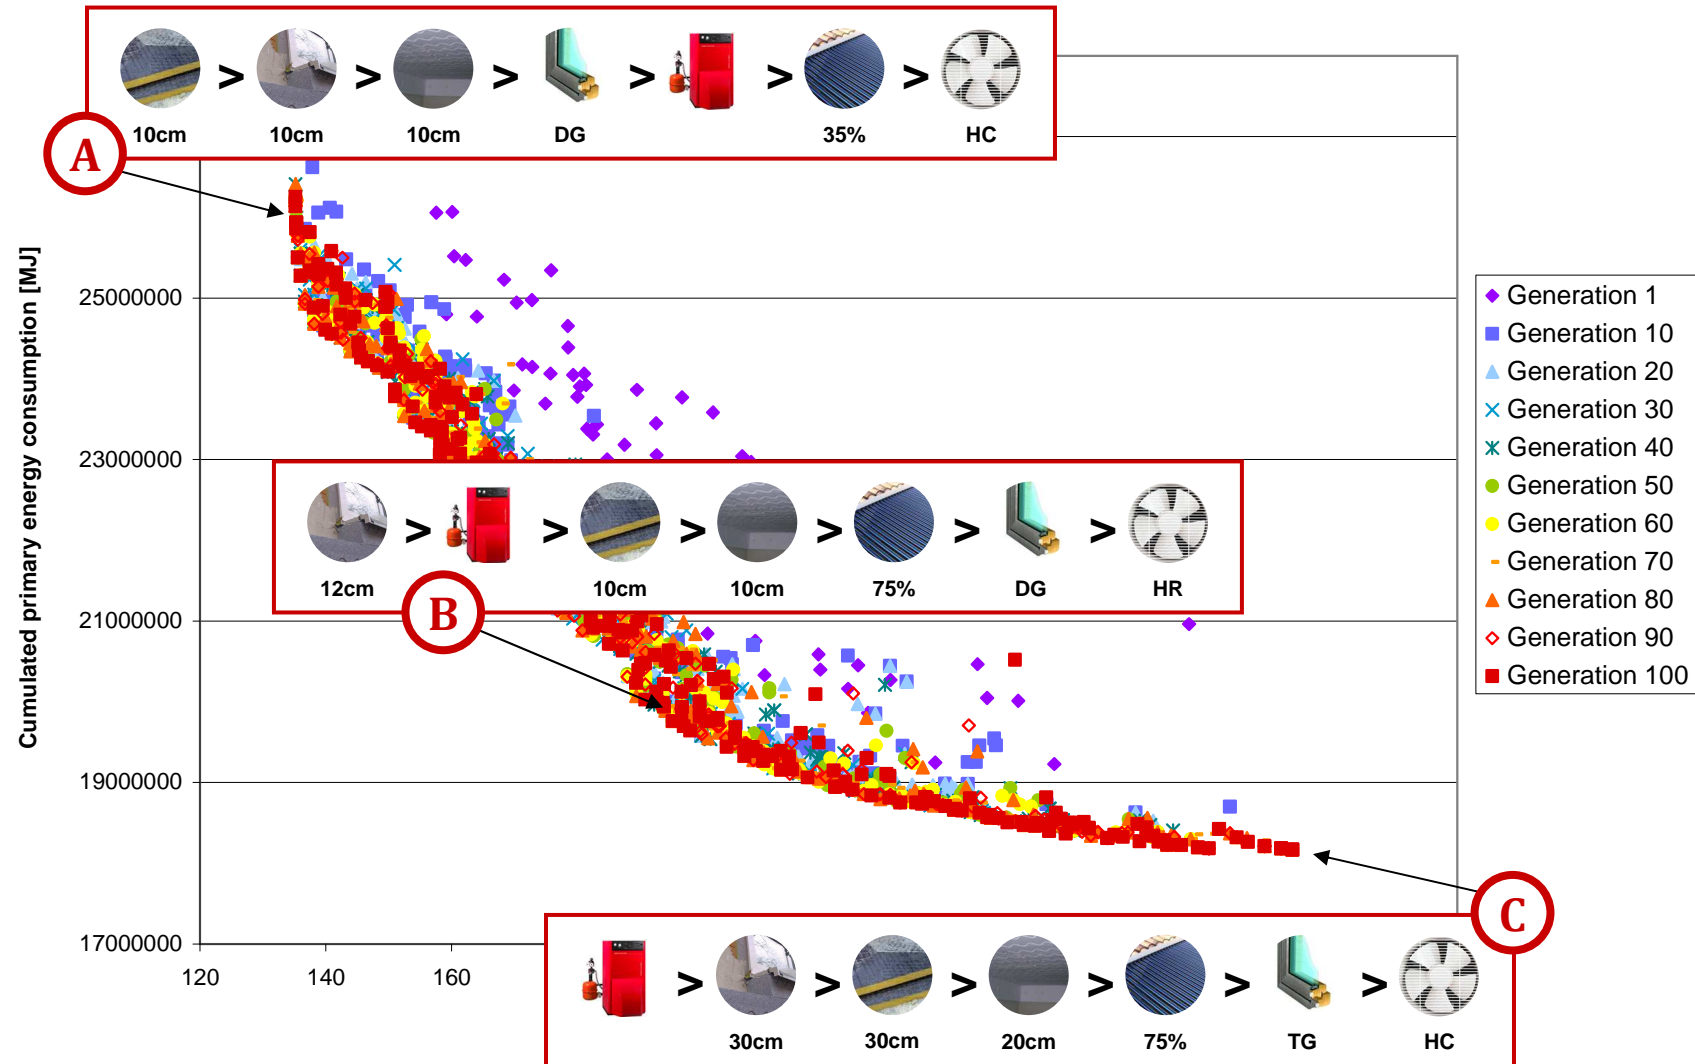 10cm 10cm 10cm DG 35% HC
A
Cumulated primary energy consumption [MJ]
25000000
23000000
21000000
19000000
17000000
120 140 160
12cm 10cm 10cm 75% DG HR
B
C
30cm 30cm 20cm 75% TG HC
Generation 1
Generation 10
Generation 20
Generation 30
Generation 40
Generation 50
Generation 60
Generation 70
Generation 80
Generation 90
Generation 100
> > > > > >
> > > > > >
> > > > > >